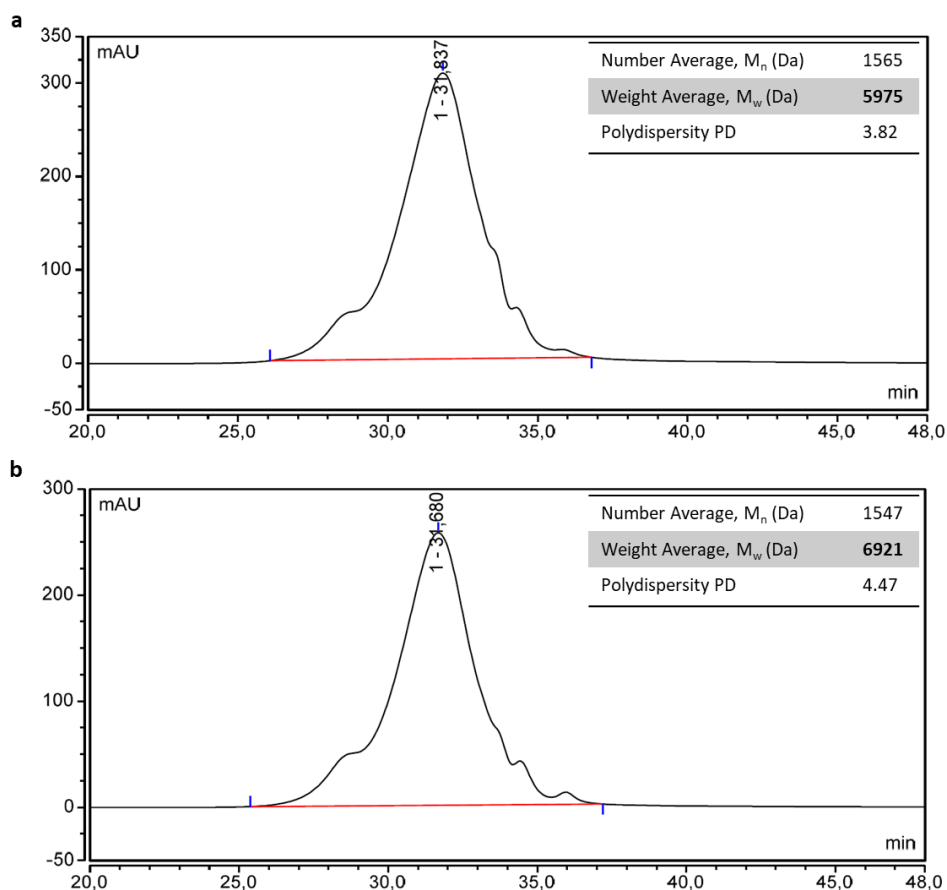 a
350
mAU
1 - 31,837
Number Average, Mn (Da) 1565
300
Weight Average, Mw (Da) 5975
Polydispersity PD 3.82
200
100
0
min
-50
20,0 25,0 30,0 35,0 40,0 45,0 48,0
b
300
mAU
1 - 31,680
Number Average, Mn (Da) 1547
Weight Average, Mw (Da) 6921
Polydispersity PD 4.47
200
100
0
min
-50
20,0 25,0 30,0 35,0 40,0 45,0 48,0